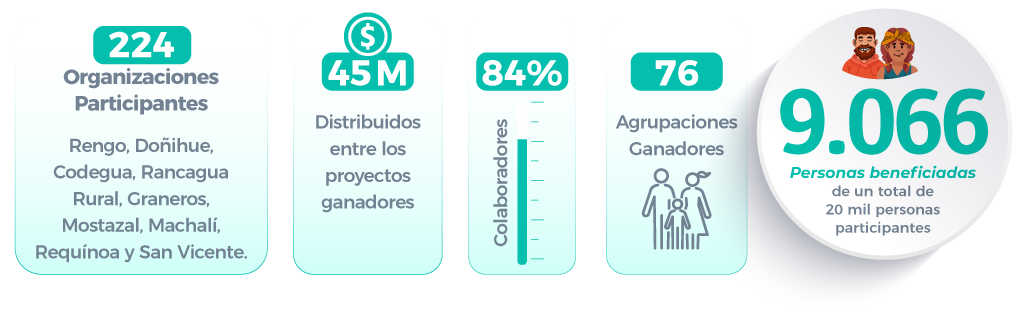 224
Organizaciones
Participantes
Rengo, Doñihue,
Codegua, Rancagua
Rural, Graneros,
Mostazal, Machalí,
Requínoa y San Vicente.
$
45 M
Distribuidos
entre los
proyectos
ganadores
84%
Colaboradores
76
Agrupaciones
Ganadores
9.066
Personas beneficiadas
de un total de
20 mil personas
participantes